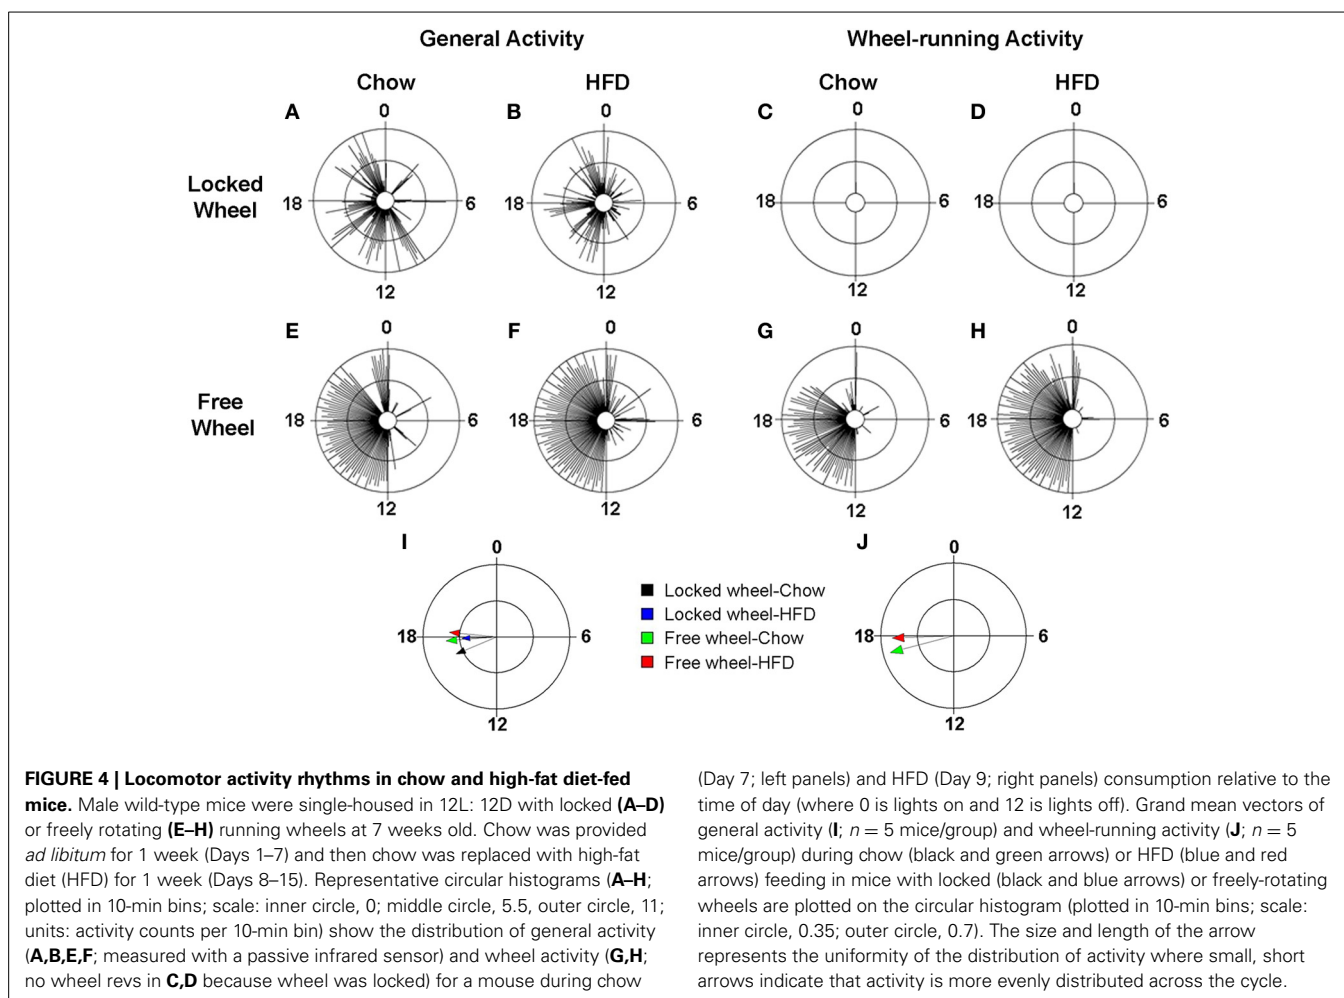 General Activity
Wheel-running Activity
Chow
HFD
Chow
HFD
A
0
B
0
C
0
D
0
Locked
Wheel
18
6
18
6
18
6
18
6
12
12
12
12
E
0
F
0
G
0
H
0
Free
Wheel
18
6
18
6
18
6
18
6
12
12
12
12
I
0
J
0
18
6
18
6
12
12
Locked wheel-Chow
Locked wheel-HFD
Free wheel-Chow
Free wheel-HFD
FIGURE 4 | Locomotor activity rhythms in chow and high-fat diet-fed
mice. Male wild-type mice were single-housed in 12L: 12D with locked (A–D)
or freely rotating (E–H) running wheels at 7 weeks old. Chow was provided
ad libitum for 1 week (Days 1–7) and then chow was replaced with high-fat
diet (HFD) for 1 week (Days 8–15). Representative circular histograms (A–H;
plotted in 10-min bins; scale: inner circle, 0; middle circle, 5.5, outer circle, 11;
units: activity counts per 10-min bin) show the distribution of general activity
(A,B,E,F; measured with a passive infrared sensor) and wheel activity (G,H;
no wheel revs in C,D because wheel was locked) for a mouse during chow
(Day 7; left panels) and HFD (Day 9; right panels) consumption relative to the
time of day (where 0 is lights on and 12 is lights off). Grand mean vectors of
general activity (I; n = 5 mice/group) and wheel-running activity (J; n = 5
mice/group) during chow (black and green arrows) or HFD (blue and red
arrows) feeding in mice with locked (black and blue arrows) or freely-rotating
wheels are plotted on the circular histogram (plotted in 10-min bins; scale:
inner circle, 0.35; outer circle, 0.7). The size and length of the arrow
represents the uniformity of the distribution of activity where small, short
arrows indicate that activity is more evenly distributed across the cycle.